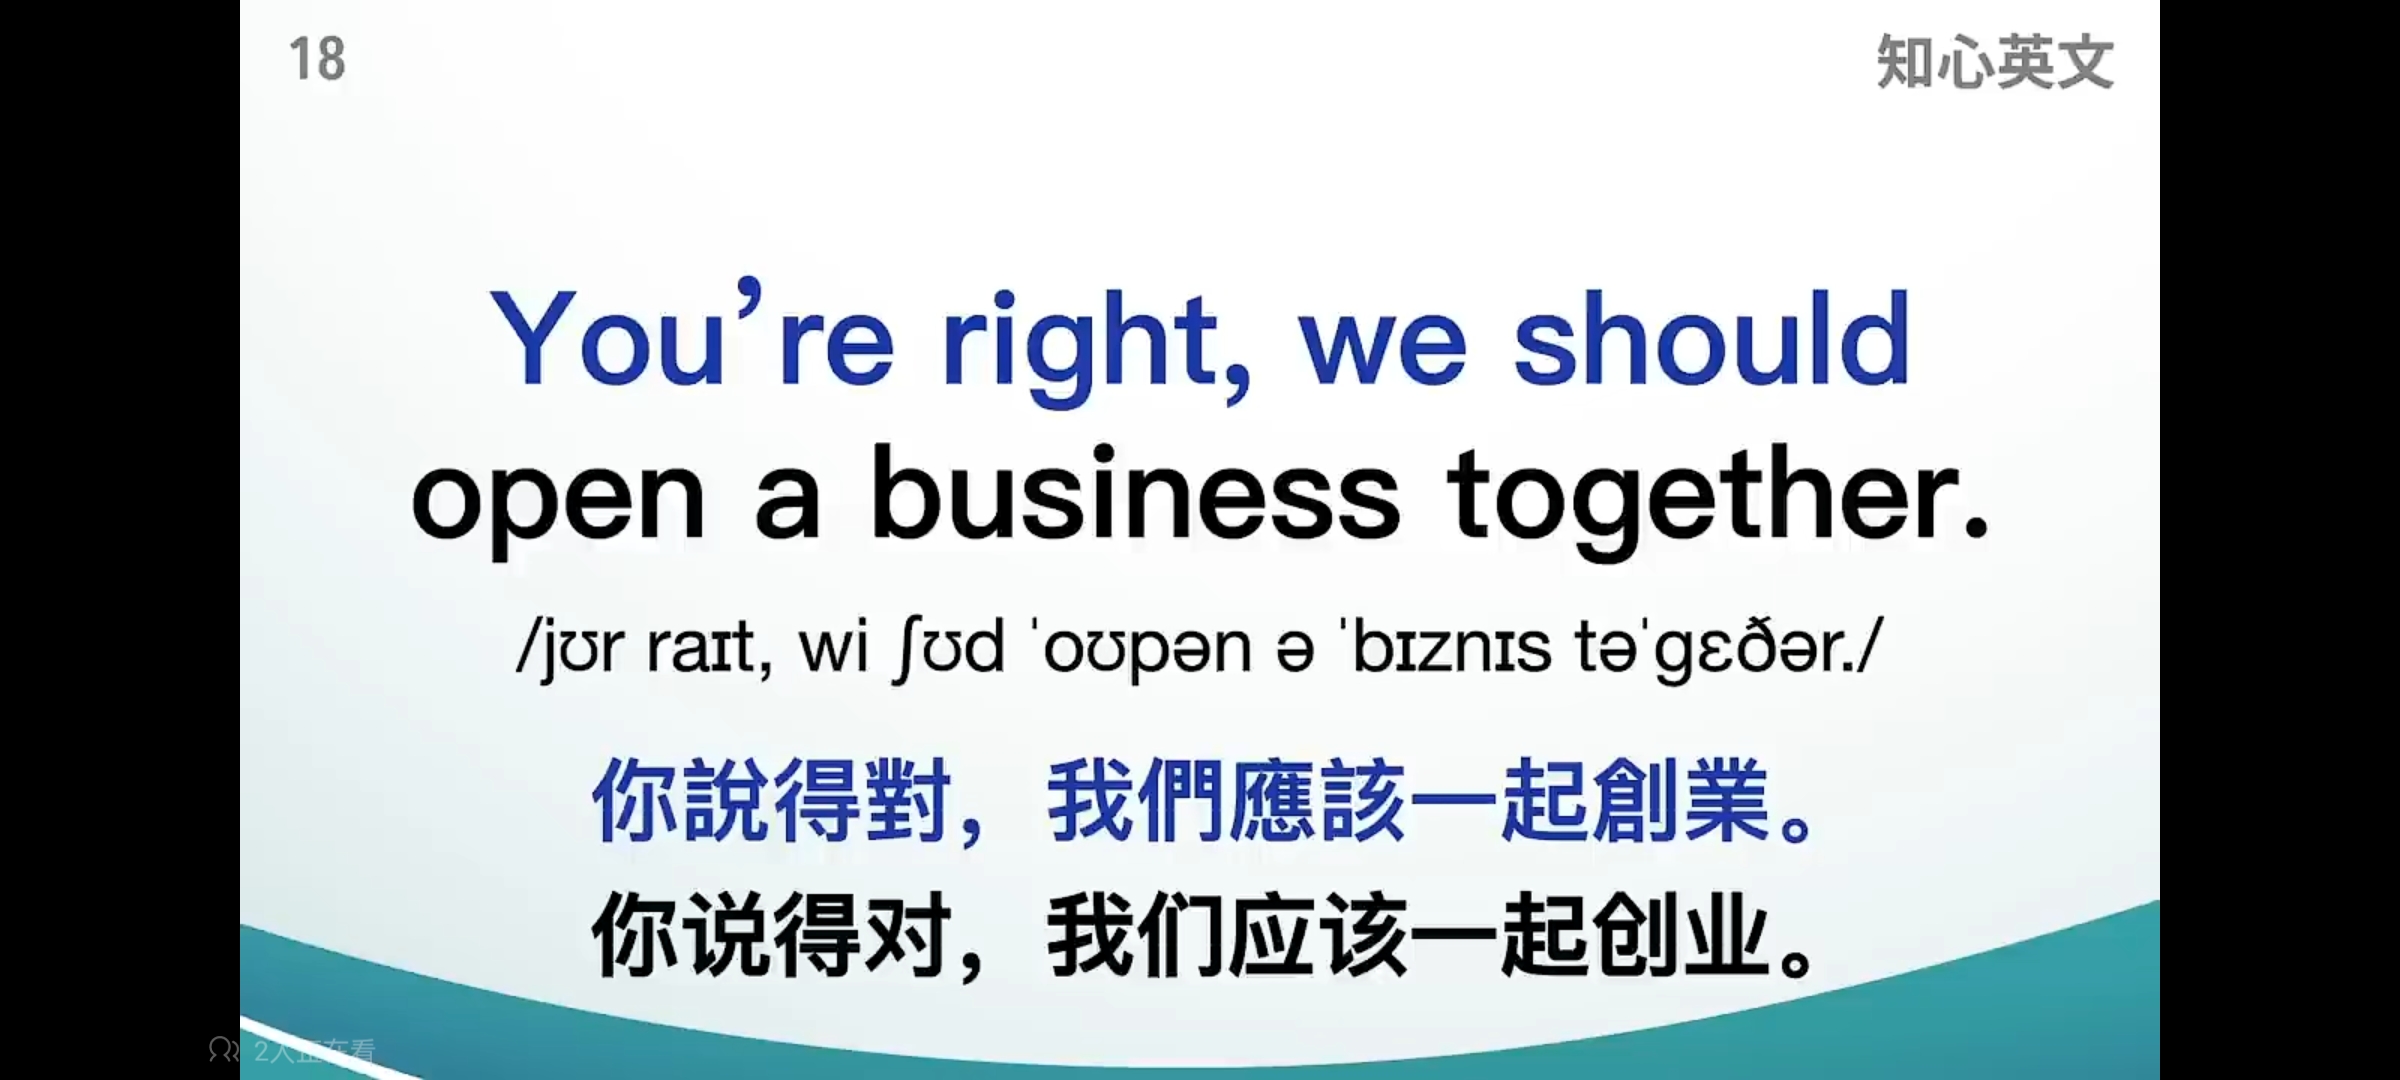 18
知心英文
You’re right, we should
open a business together.
/jʊr raɪt, wi ʃʊd ˈoʊpən ə ˈbɪznɪs təˈɡɛðər./
你說得對，我們應該一起創業。
你说得对，我们应该一起创业。
2人正在看